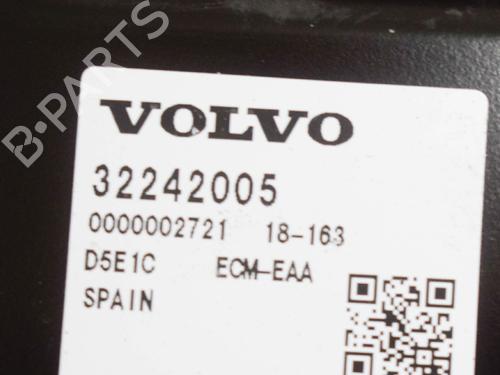 B-PARTS
VOLVO
32242005
0000002721 18-163
D5E1C ECM-EAA
SPAIN